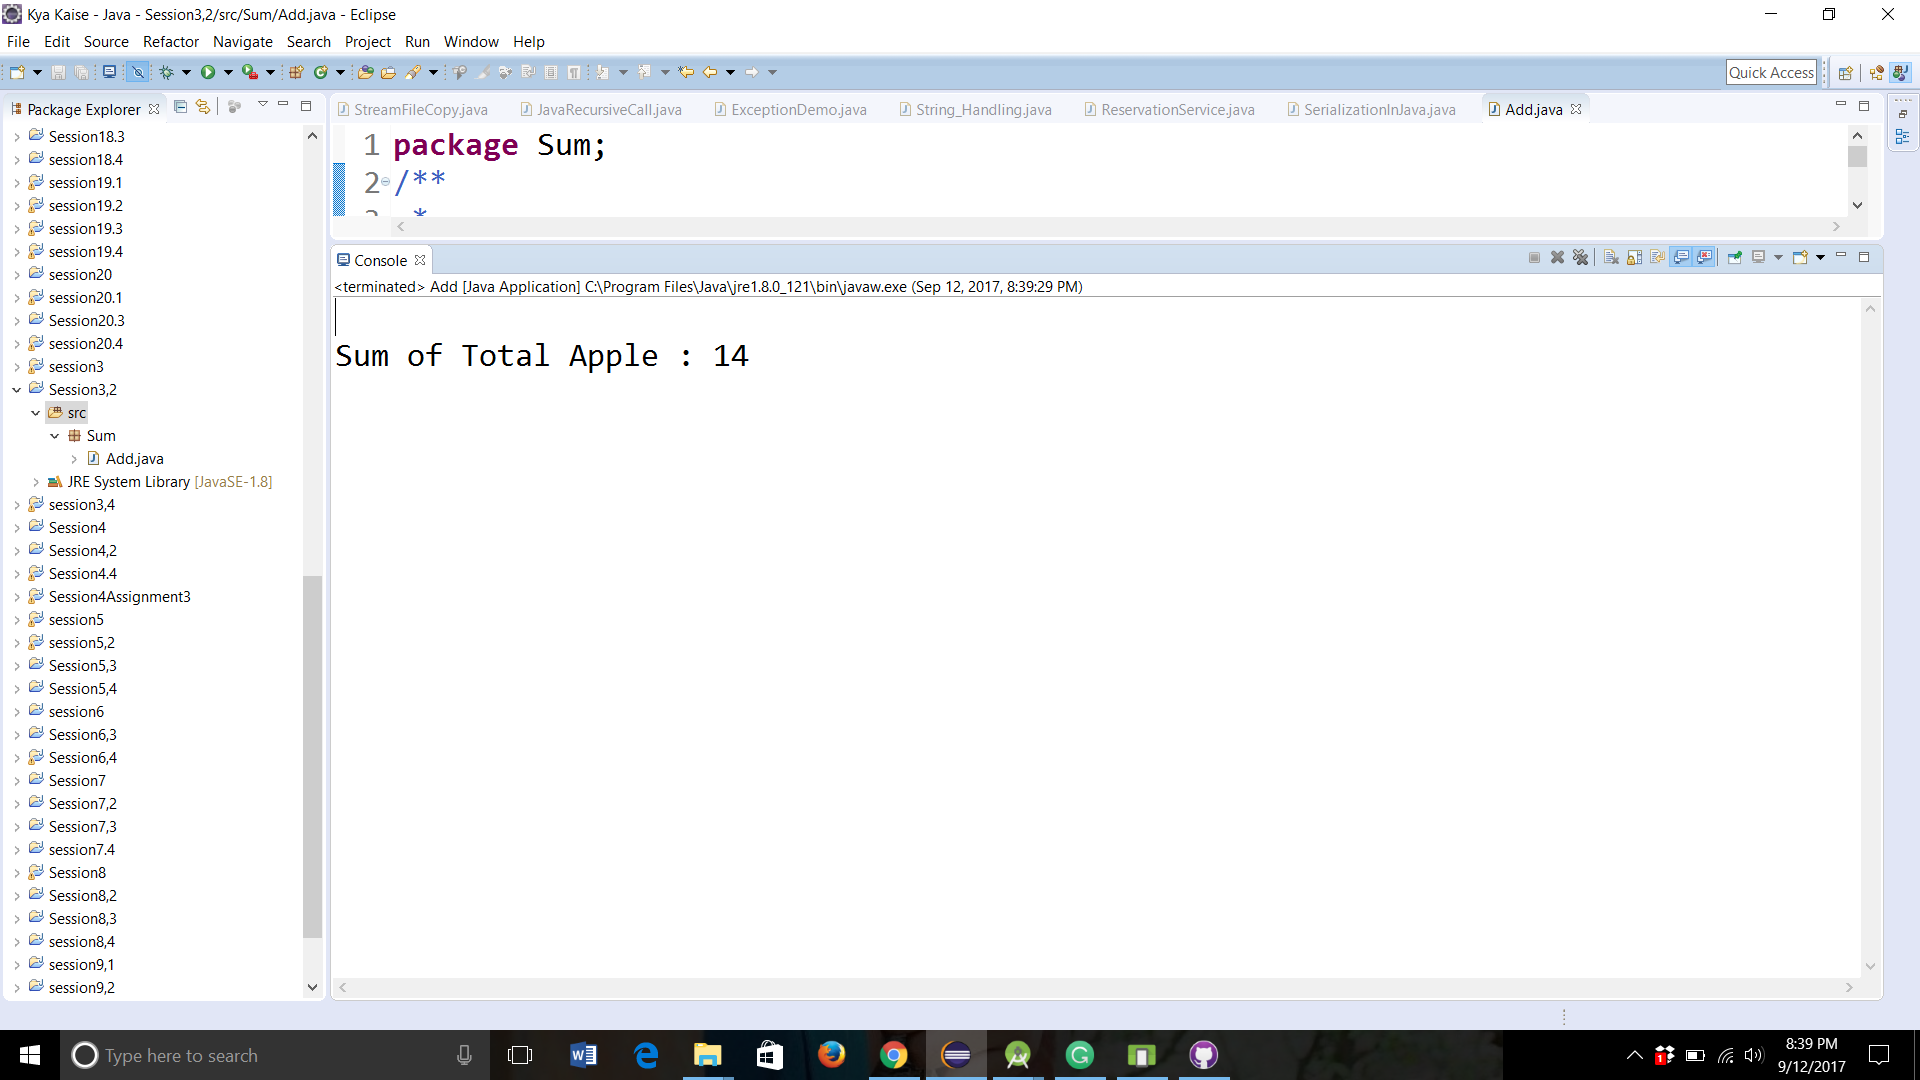 Kya Kaise - Java - Session3,2/src/Sum/Add.java - Eclipse
File Edit Source Refactor Navigate Search Project Run Window Help
Quick Access
Package Explorer
Session18.3
session18.4
session19.1
session19.2
session19.3
session19.4
session20
session20.1
Session20.3
session20.4
session3
Session3,2
src
Sum
Add.java
JRE System Library [JavaSE-1.8]
session3,4
Session4
Session4,2
Session4.4
Session4Assignment3
session5
session5,2
Session5,3
Session5,4
session6
Session6,3
Session6,4
Session7
Session7,2
Session7,3
session7.4
Session8
Session8,2
Session8,3
session8,4
session9,1
session9,2
StreamFileCopy.java JavaRecursiveCall.java ExceptionDemo.java String_Handling.java ReservationService.java SerializationInJava.java Add.java
1 package Sum;
2 /**
Console
<terminated> Add [Java Application] C:\Program Files\Java\jre1.8.0_121\bin\javaw.exe (Sep 12, 2017, 8:39:29 PM)
Sum of Total Apple : 14
Type here to search
8:39 PM
9/12/2017